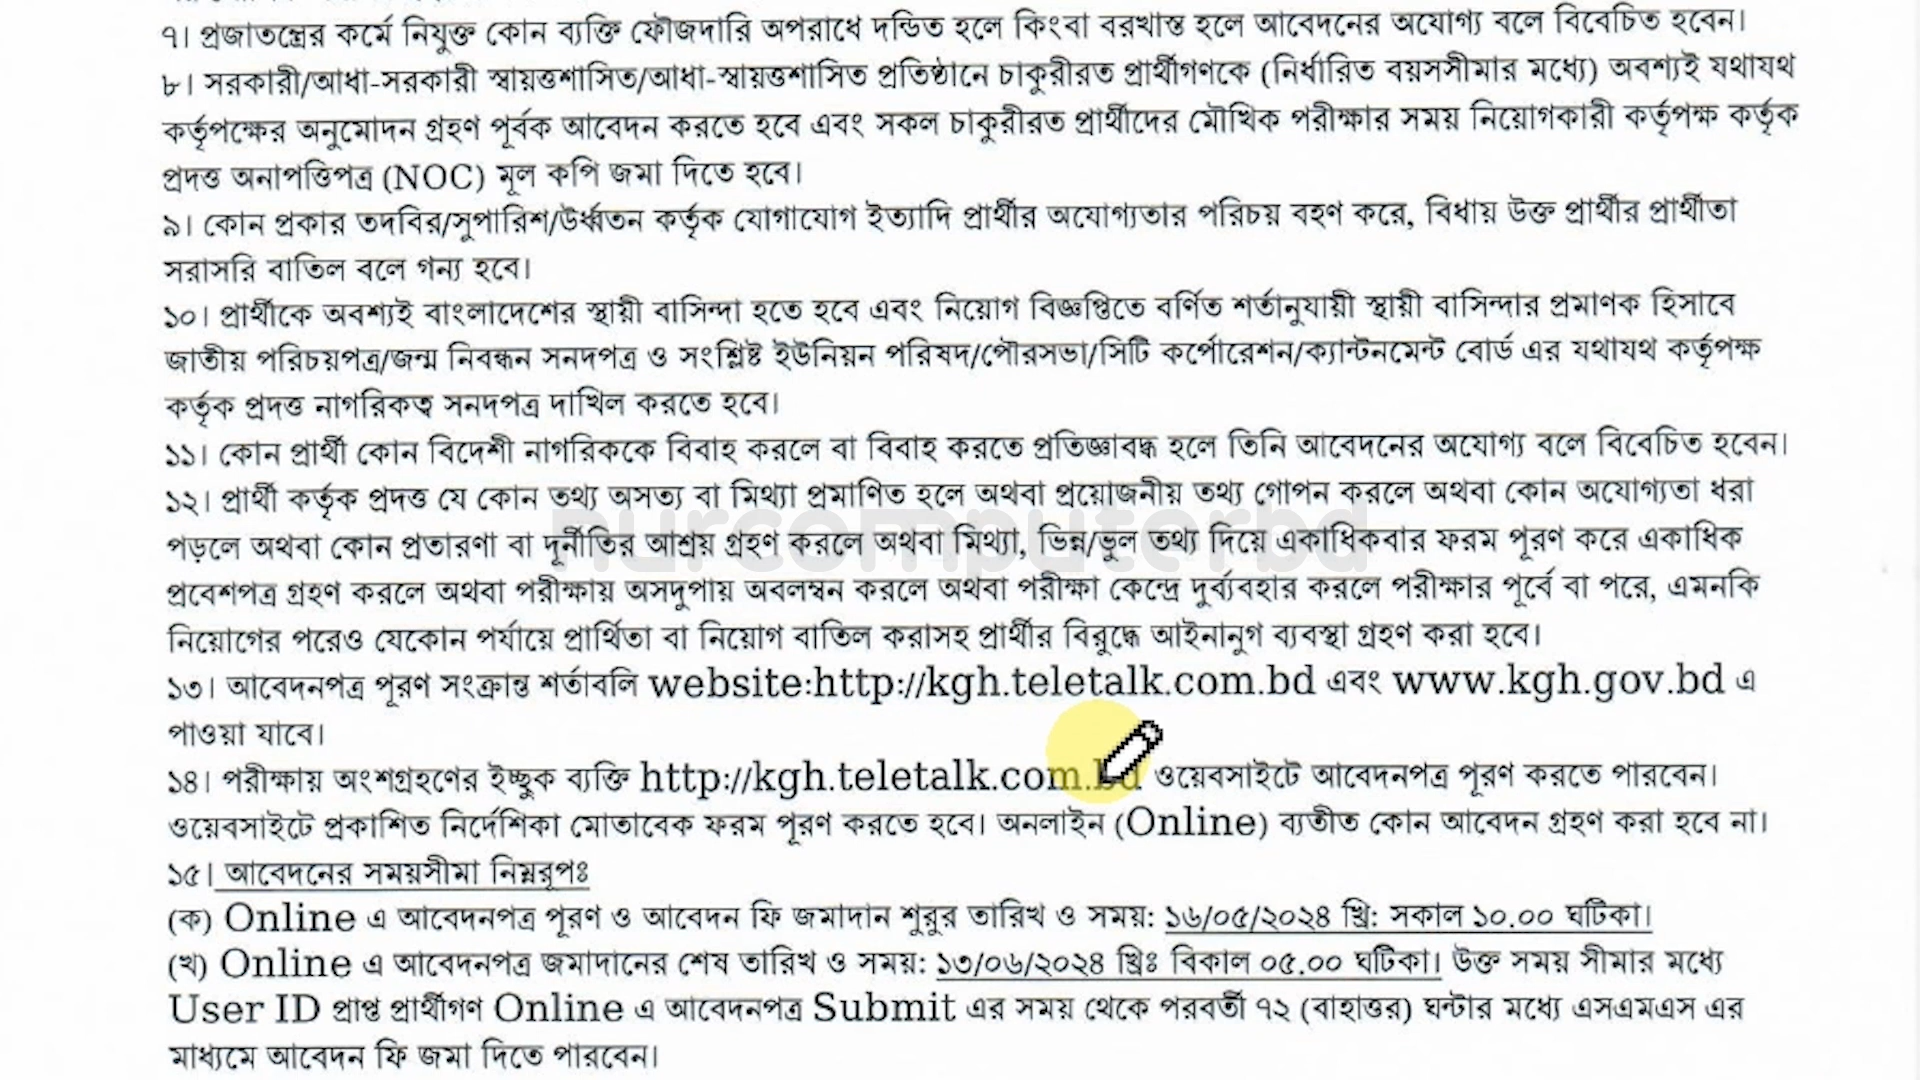 ৭। প্রজাতন্ত্রের কর্মে নিযুক্ত কোন ব্যক্তি ফৌজদারি অপরাধে দন্ডিত হলে কিংবা বরখাস্ত হলে আবেদনের অযোগ্য বলে বিবেচিত হবেন।
৮। সরকারী/আধা-সরকারী স্বায়ত্তশাসিত/আধা-স্বায়ত্তশাসিত প্রতিষ্ঠানে চাকুরীরত প্রার্থীগণকে (নির্ধারিত বয়সসীমার মধ্যে) অবশ্যই যথাযথ
কর্তৃপক্ষের অনুমোদন গ্রহণ পূর্বক আবেদন করতে হবে এবং সকল চাকুরীরত প্রার্থীদের মৌখিক পরীক্ষার সময় নিয়োগকারী কর্তৃপক্ষ কর্তৃক
প্রদত্ত অনাপত্তিপত্র (NOC) মূল কপি জমা দিতে হবে।
৯। কোন প্রকার তদবির/সুপারিশ/উর্ধ্বতন কর্তৃক যোগাযোগ ইত্যাদি প্রার্থীর অযোগ্যতার পরিচয় বহণ করে, বিধায় উক্ত প্রার্থীর প্রার্থীতা
সরাসরি বাতিল বলে গন্য হবে।
১০। প্রার্থীকে অবশ্যই বাংলাদেশের স্থায়ী বাসিন্দা হতে হবে এবং নিয়োগ বিজ্ঞপ্তিতে বর্ণিত শর্তানুযায়ী স্থায়ী বাসিন্দার প্রমাণক হিসাবে
জাতীয় পরিচয়পত্র/জন্ম নিবন্ধন সনদপত্র ও সংশ্লিষ্ট ইউনিয়ন পরিষদ/পৌরসভা/সিটি কর্পোরেশন/ক্যান্টনমেন্ট বোর্ড এর যথাযথ কর্তৃপক্ষ
কর্তৃক প্রদত্ত নাগরিকত্ব সনদপত্র দাখিল করতে হবে।
১১। কোন প্রার্থী কোন বিদেশী নাগরিককে বিবাহ করলে বা বিবাহ করতে প্রতিজ্ঞাবদ্ধ হলে তিনি আবেদনের অযোগ্য বলে বিবেচিত হবেন।
১২। প্রার্থী কর্তৃক প্রদত্ত যে কোন তথ্য অসত্য বা মিথ্যা প্রমাণিত হলে অথবা প্রয়োজনীয় তথ্য গোপন করলে অথবা কোন অযোগ্যতা ধরা
nurcomputerbd
পড়লে অথবা কোন প্রতারণা বা দূর্নীতির আশ্রয় গ্রহণ করলে অথবা মিথ্যা, ভিন্ন/ভুল তথ্য দিয়ে একাধিকবার ফরম পূরণ করে একাধিক
প্রবেশপত্র গ্রহণ করলে অথবা পরীক্ষায় অসদুপায় অবলম্বন করলে অথবা পরীক্ষা কেন্দ্রে দুর্ব্যবহার করলে পরীক্ষার পূর্বে বা পরে, এমনকি
নিয়োগের পরেও যেকোন পর্যায়ে প্রার্থিতা বা নিয়োগ বাতিল করাসহ প্রার্থীর বিরুদ্ধে আইনানুগ ব্যবস্থা গ্রহণ করা হবে।
১৩। আবেদনপত্র পূরণ সংক্রান্ত শর্তাবলি website:http://kgh.teletalk.com.bd এবং www.kgh.gov.bd এ
পাওয়া যাবে।
১৪। পরীক্ষায় অংশগ্রহণের ইচ্ছুক ব্যক্তি http://kgh.teletalk.com.bd ওয়েবসাইটে আবেদনপত্র পূরণ করতে পারবেন।
ওয়েবসাইটে প্রকাশিত নির্দেশিকা মোতাবেক ফরম পূরণ করতে হবে। অনলাইন (Online) ব্যতীত কোন আবেদন গ্রহণ করা হবে না।
১৫। আবেদনের সময়সীমা নিম্নরূপঃ
(ক) Online এ আবেদনপত্র পূরণ ও আবেদন ফি জমাদান শুরুর তারিখ ও সময়: ১৬/০৫/২০২৪ খ্রি: সকাল ১০.০০ ঘটিকা।
(খ) Online এ আবেদনপত্র জমাদানের শেষ তারিখ ও সময়: ১৩/০৬/২০২৪ খ্রিঃ বিকাল ০৫.০০ ঘটিকা। উক্ত সময় সীমার মধ্যে
User ID প্রাপ্ত প্রার্থীগণ Online এ আবেদনপত্র Submit এর সময় থেকে পরবর্তী ৭২ (বাহাত্তর) ঘন্টার মধ্যে এসএমএস এর
মাধ্যমে আবেদন ফি জমা দিতে পারবেন।